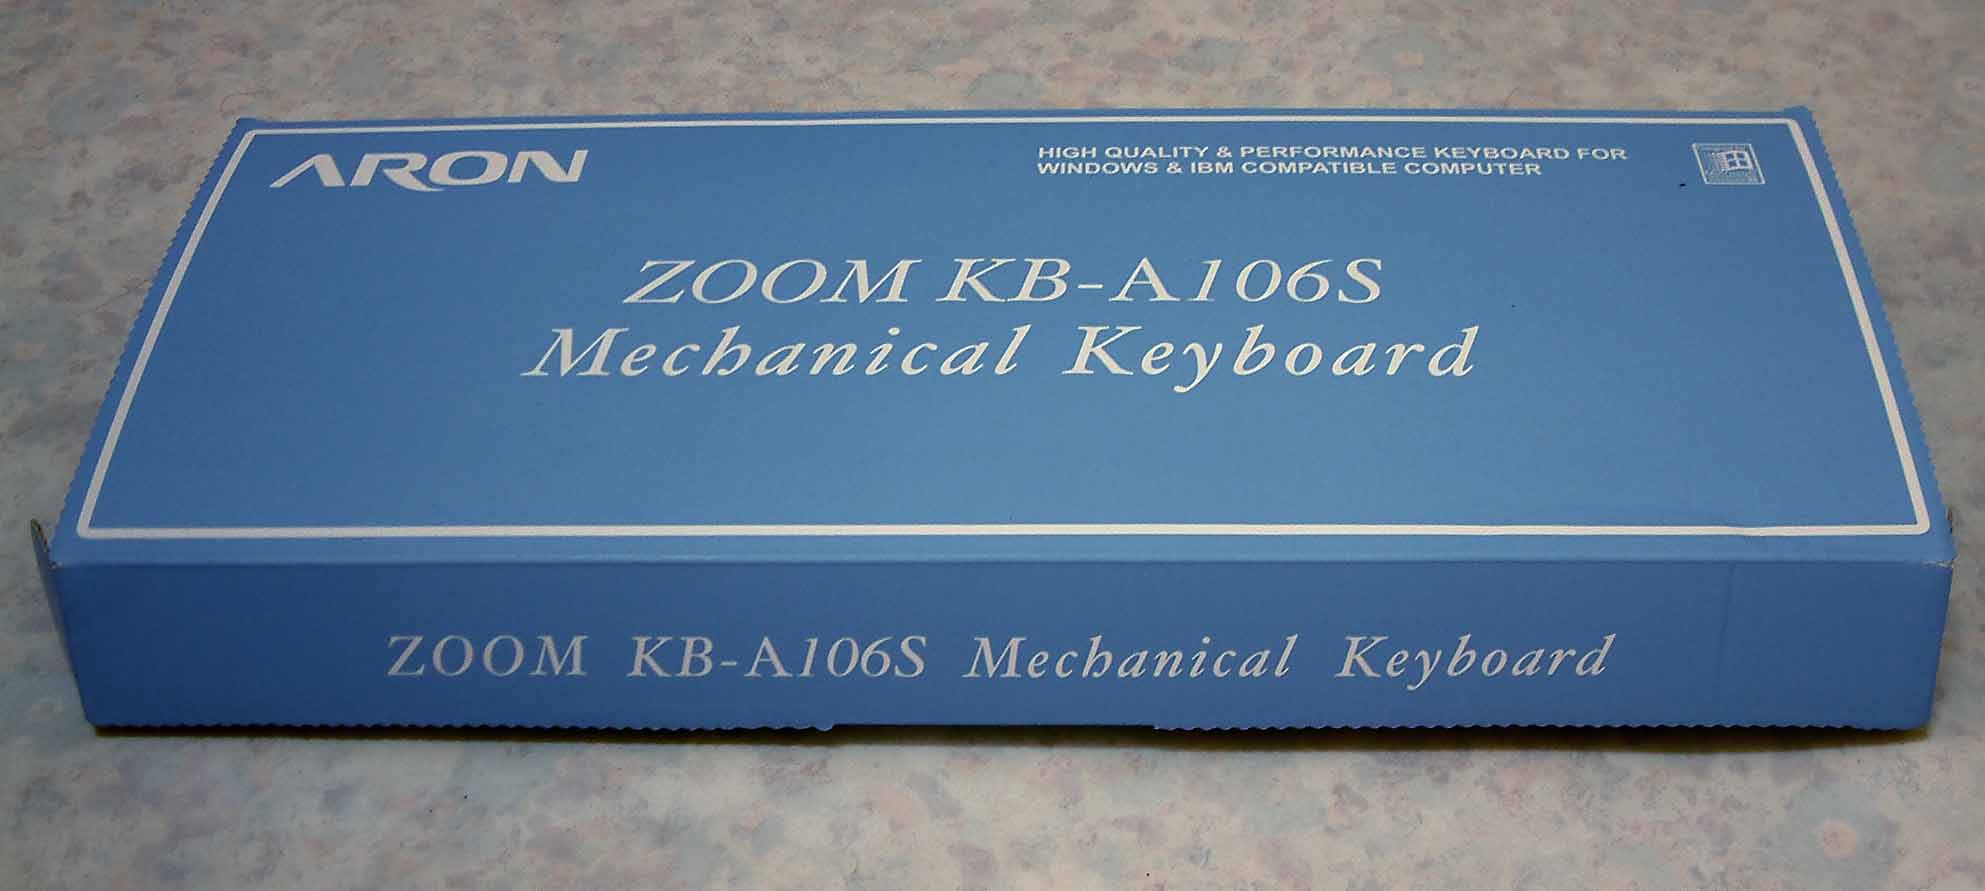 ARON
HIGH QUALITY & PERFORMANCE KEYBOARD FOR
WINDOWS & IBM COMPATIBLE COMPUTER
ZOOM KB-A106S
Mechanical Keyboard
ZOOM KB-A106S Mechanical Keyboard